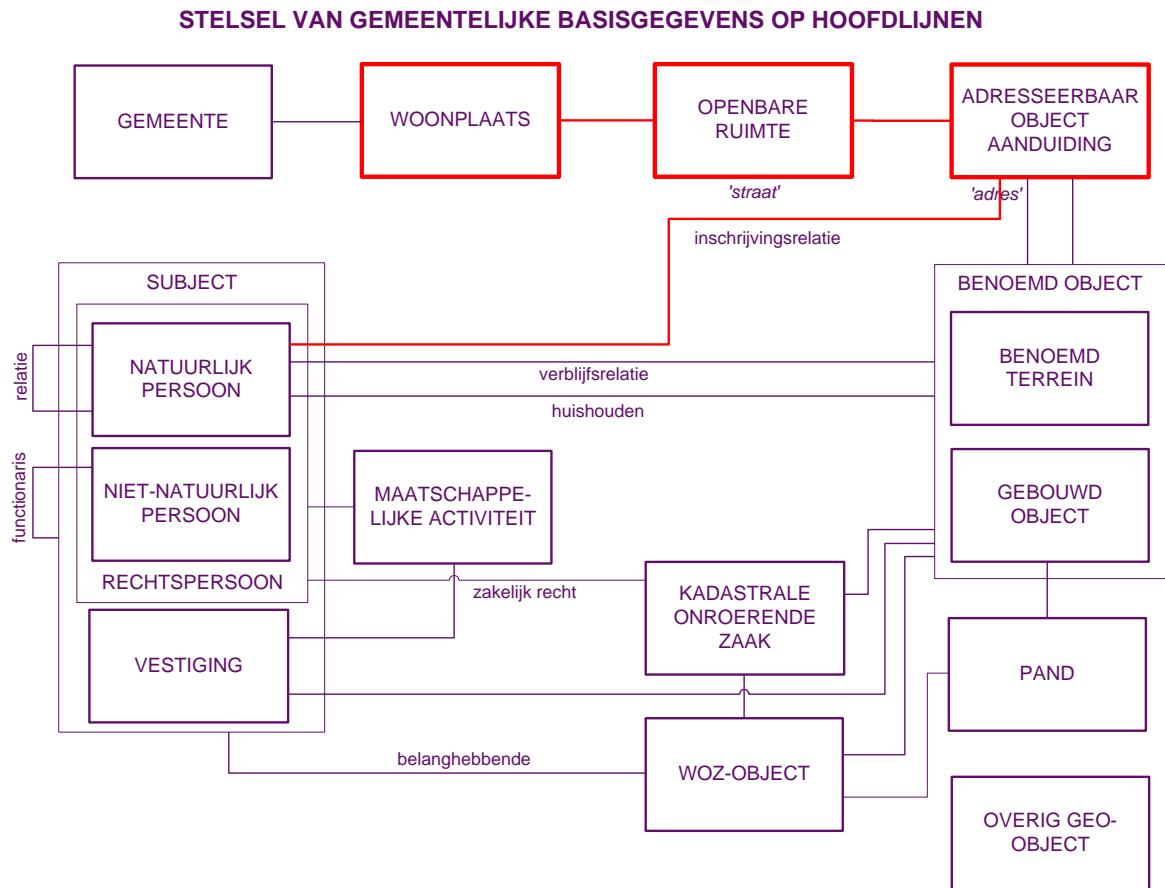 STELSEL VAN GEMEENTELIJKE BASISGEGEVENS OP HOOFDLIJNEN
GEMEENTE
WOONPLAATS
OPENBARE
RUIMTE
ADRESSEERBAAR
OBJECT
AANDUIDING
'straat'
'adres'
inschrijvingsrelatie
SUBJECT
BENOEMD OBJECT
relatie
NATUURLIJK
PERSOON
verblijfsrelatie
huishouden
BENOEMD
TERREIN
functionaris
NIET-NATUURLIJK
PERSOON
MAATSCHAPPE-
LIJKE ACTIVITEIT
GEBOUWD
OBJECT
RECHTSPERSOON
zakelijk recht
KADASTRALE
ONROERENDE
ZAAK
VESTIGING
PAND
belanghebbende
WOZ-OBJECT
OVERIG GEO-
OBJECT